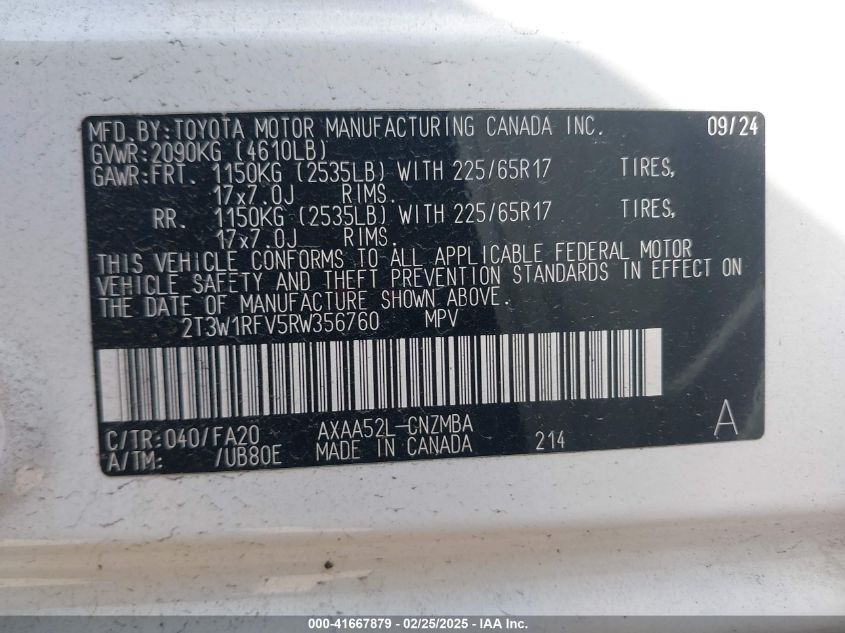 MFD.BY:TOYOTA MOTOR MANUFACTURING CANADA INC. 09/24
GVWR:2090KG (4610LB)
GAWR:FRT. 1150KG (2535LB) WITH 225/65R17 TIRES,
17x7.0J RIMS.
RR. 1150KG (2535LB) WITH 225/65R17 TIRES,
17x7.0J RIMS.
THIS VEHICLE CONFORMS TO ALL APPLICABLE FEDERAL MOTOR
VEHICLE SAFETY AND THEFT PREVENTION STANDARDS IN EFFECT ON
THE DATE OF MANUFACTURE SHOWN ABOVE.
2T3W1RFV5RW356760 MPV
C/TR:040/FA20 AXAA52L-CNZMBA A
A/TM: /UB80E MADE IN CANADA 214
000-41667879 — 02/25/2025 - IAAI.COM